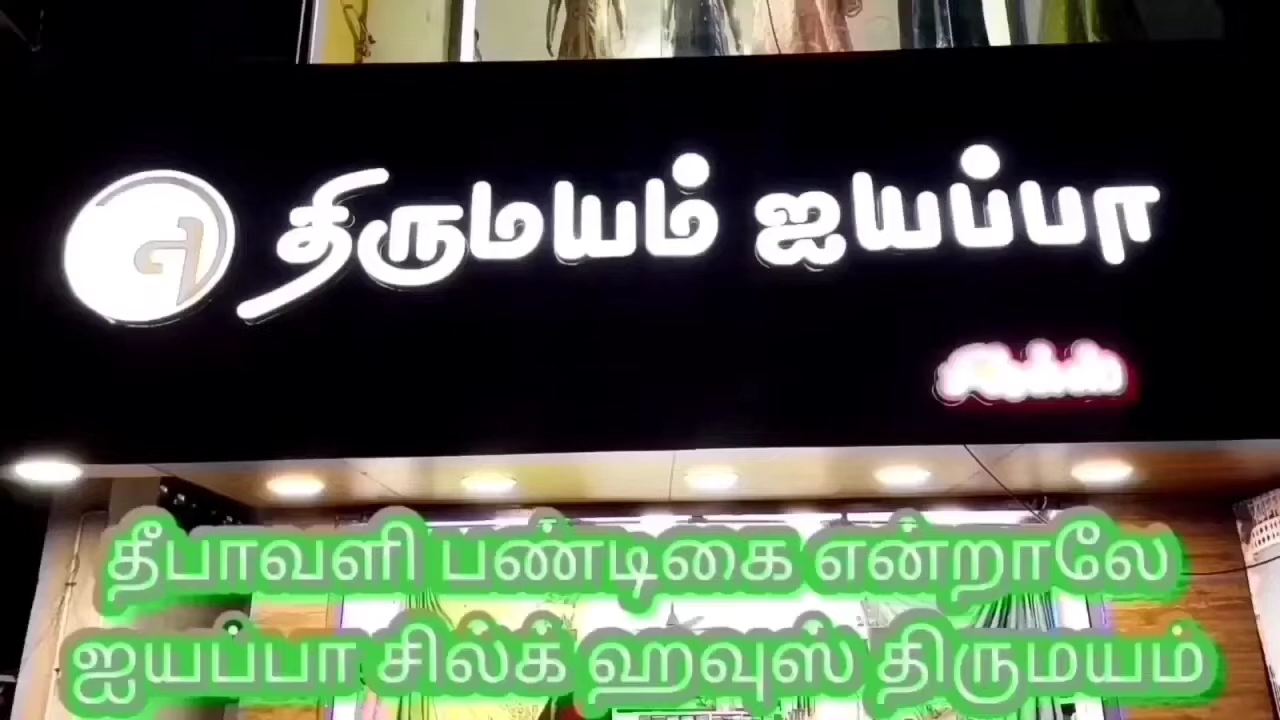 திருமயம் ஐயப்பா
சில்க்ஸ்
தீபாவளி பண்டிகை என்றாலே
ஐயப்பா சில்க் ஹவுஸ் திருமயம்